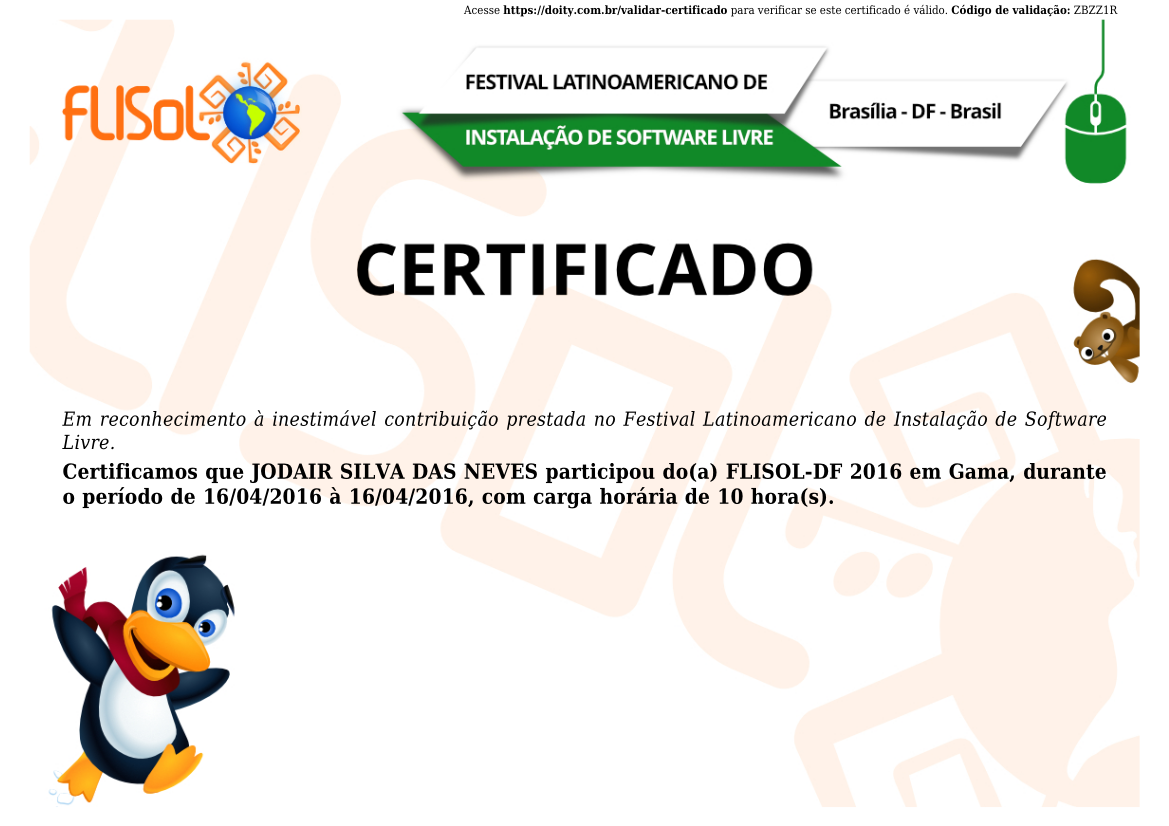 Acesse https://doity.com.br/validar-certificado para verificar se este certificado é válido. Código de validação: ZBZZ1R
FLISoL
FESTIVAL LATINOAMERICANO DE
INSTALAÇÃO DE SOFTWARE LIVRE
Brasília - DF - Brasil
CERTIFICADO
Em reconhecimento à inestimável contribuição prestada no Festival Latinoamericano de Instalação de Software
Livre.
Certificamos que JODAIR SILVA DAS NEVES participou do(a) FLISOL-DF 2016 em Gama, durante
o período de 16/04/2016 à 16/04/2016, com carga horária de 10 hora(s).